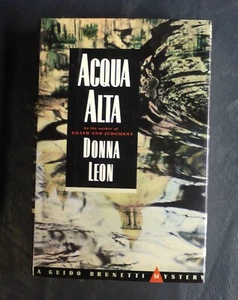 ACQUA
ALTA
by the author of
DEATH AND JUDGMENT
DONNA
LEON
A GUIDO BRUNETTI MYSTERY